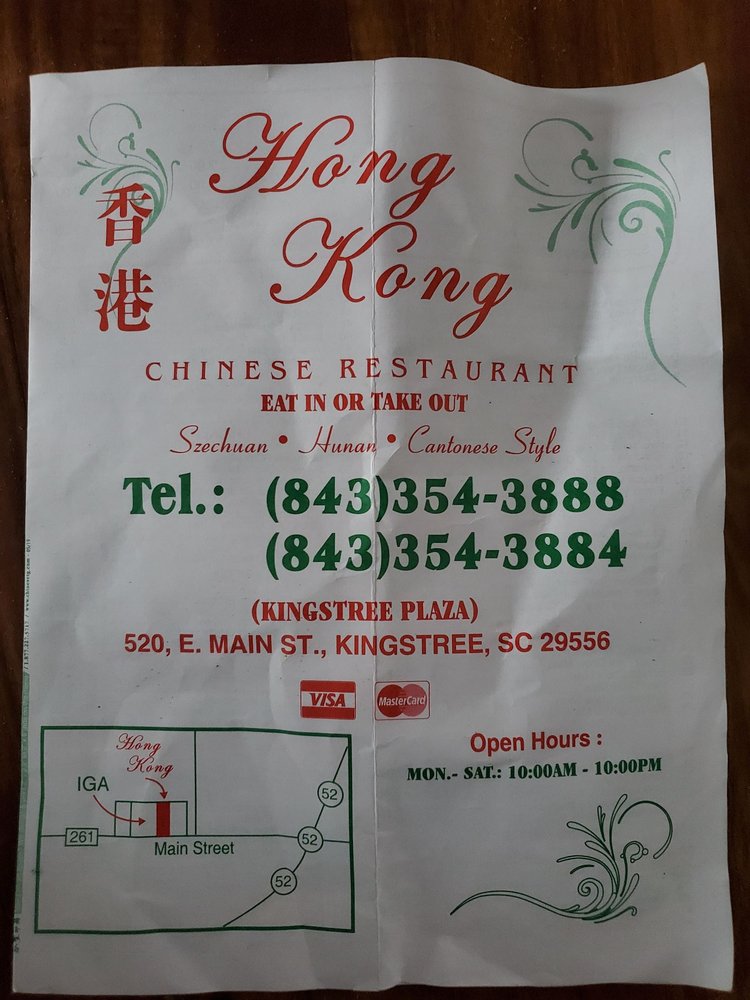 香
港
Hong
Kong
CHINESE RESTAURANT
EAT IN OR TAKE OUT
Szechuan • Hunan • Cantonese Style
Tel.: (843)354-3888
(843)354-3884
(KINGSTREE PLAZA)
520, E. MAIN ST., KINGSTREE, SC 29556
VISA MasterCard
Open Hours :
MON.- SAT.: 10:00AM - 10:00PM
Hong
Kong
IGA
52
261
52
Main Street
52